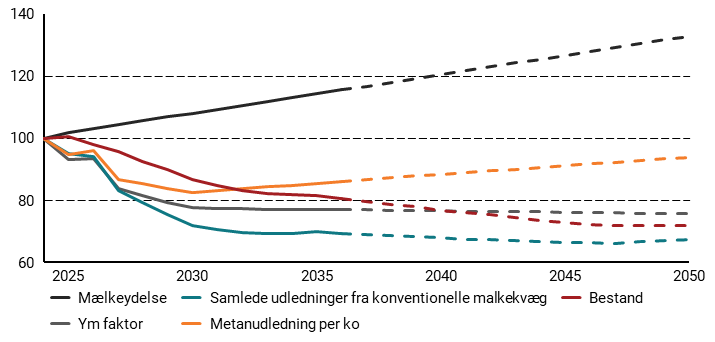 140
120
100
80
60
2025 2030 2035 2040 2045 2050
Mælkeydelse Samlede udledninger fra konventionelle malkekvæg Bestand
Ym faktor Metanudledning per ko